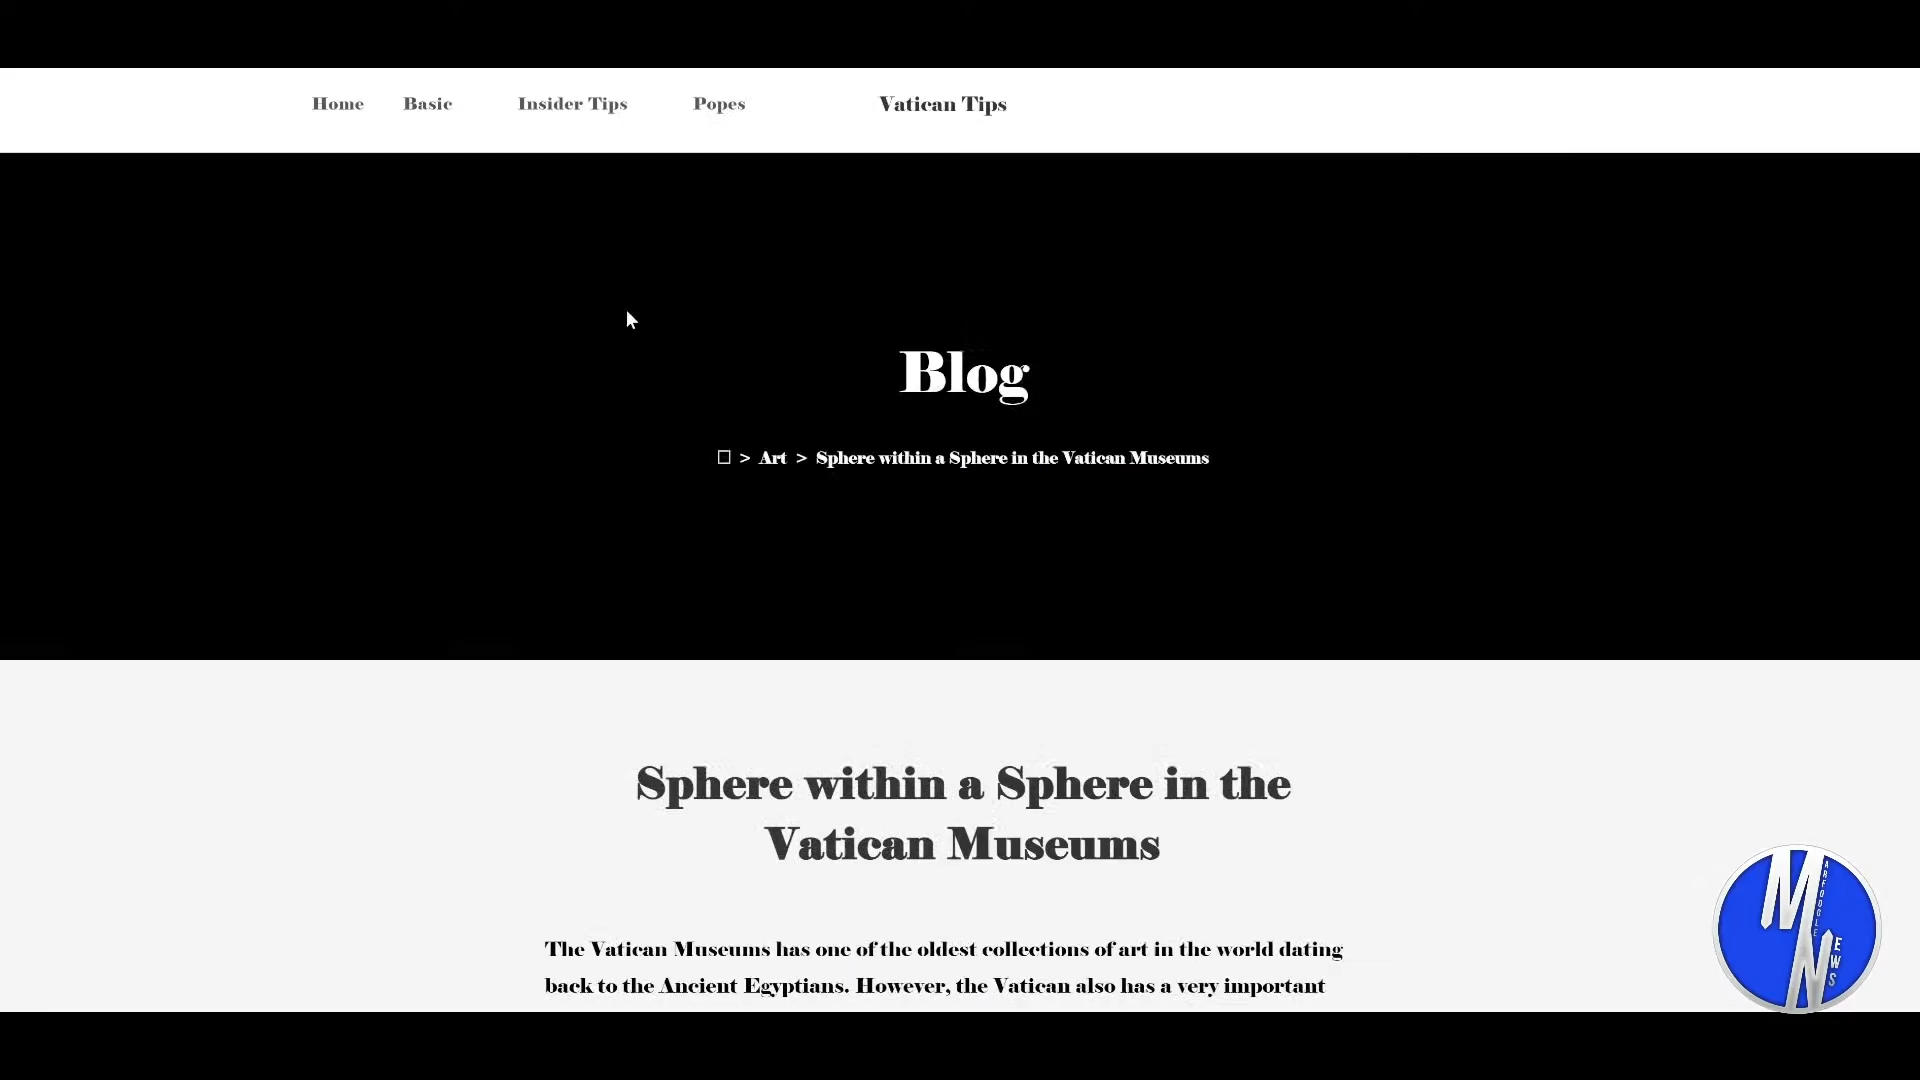 Home Basic Insider Tips Popes Vatican Tips
Blog
> Art > Sphere within a Sphere in the Vatican Museums
Sphere within a Sphere in the
Vatican Museums
The Vatican Museums has one of the oldest collections of art in the world dating
back to the Ancient Egyptians. However, the Vatican also has a very important
MARFOOGLE
NEWS